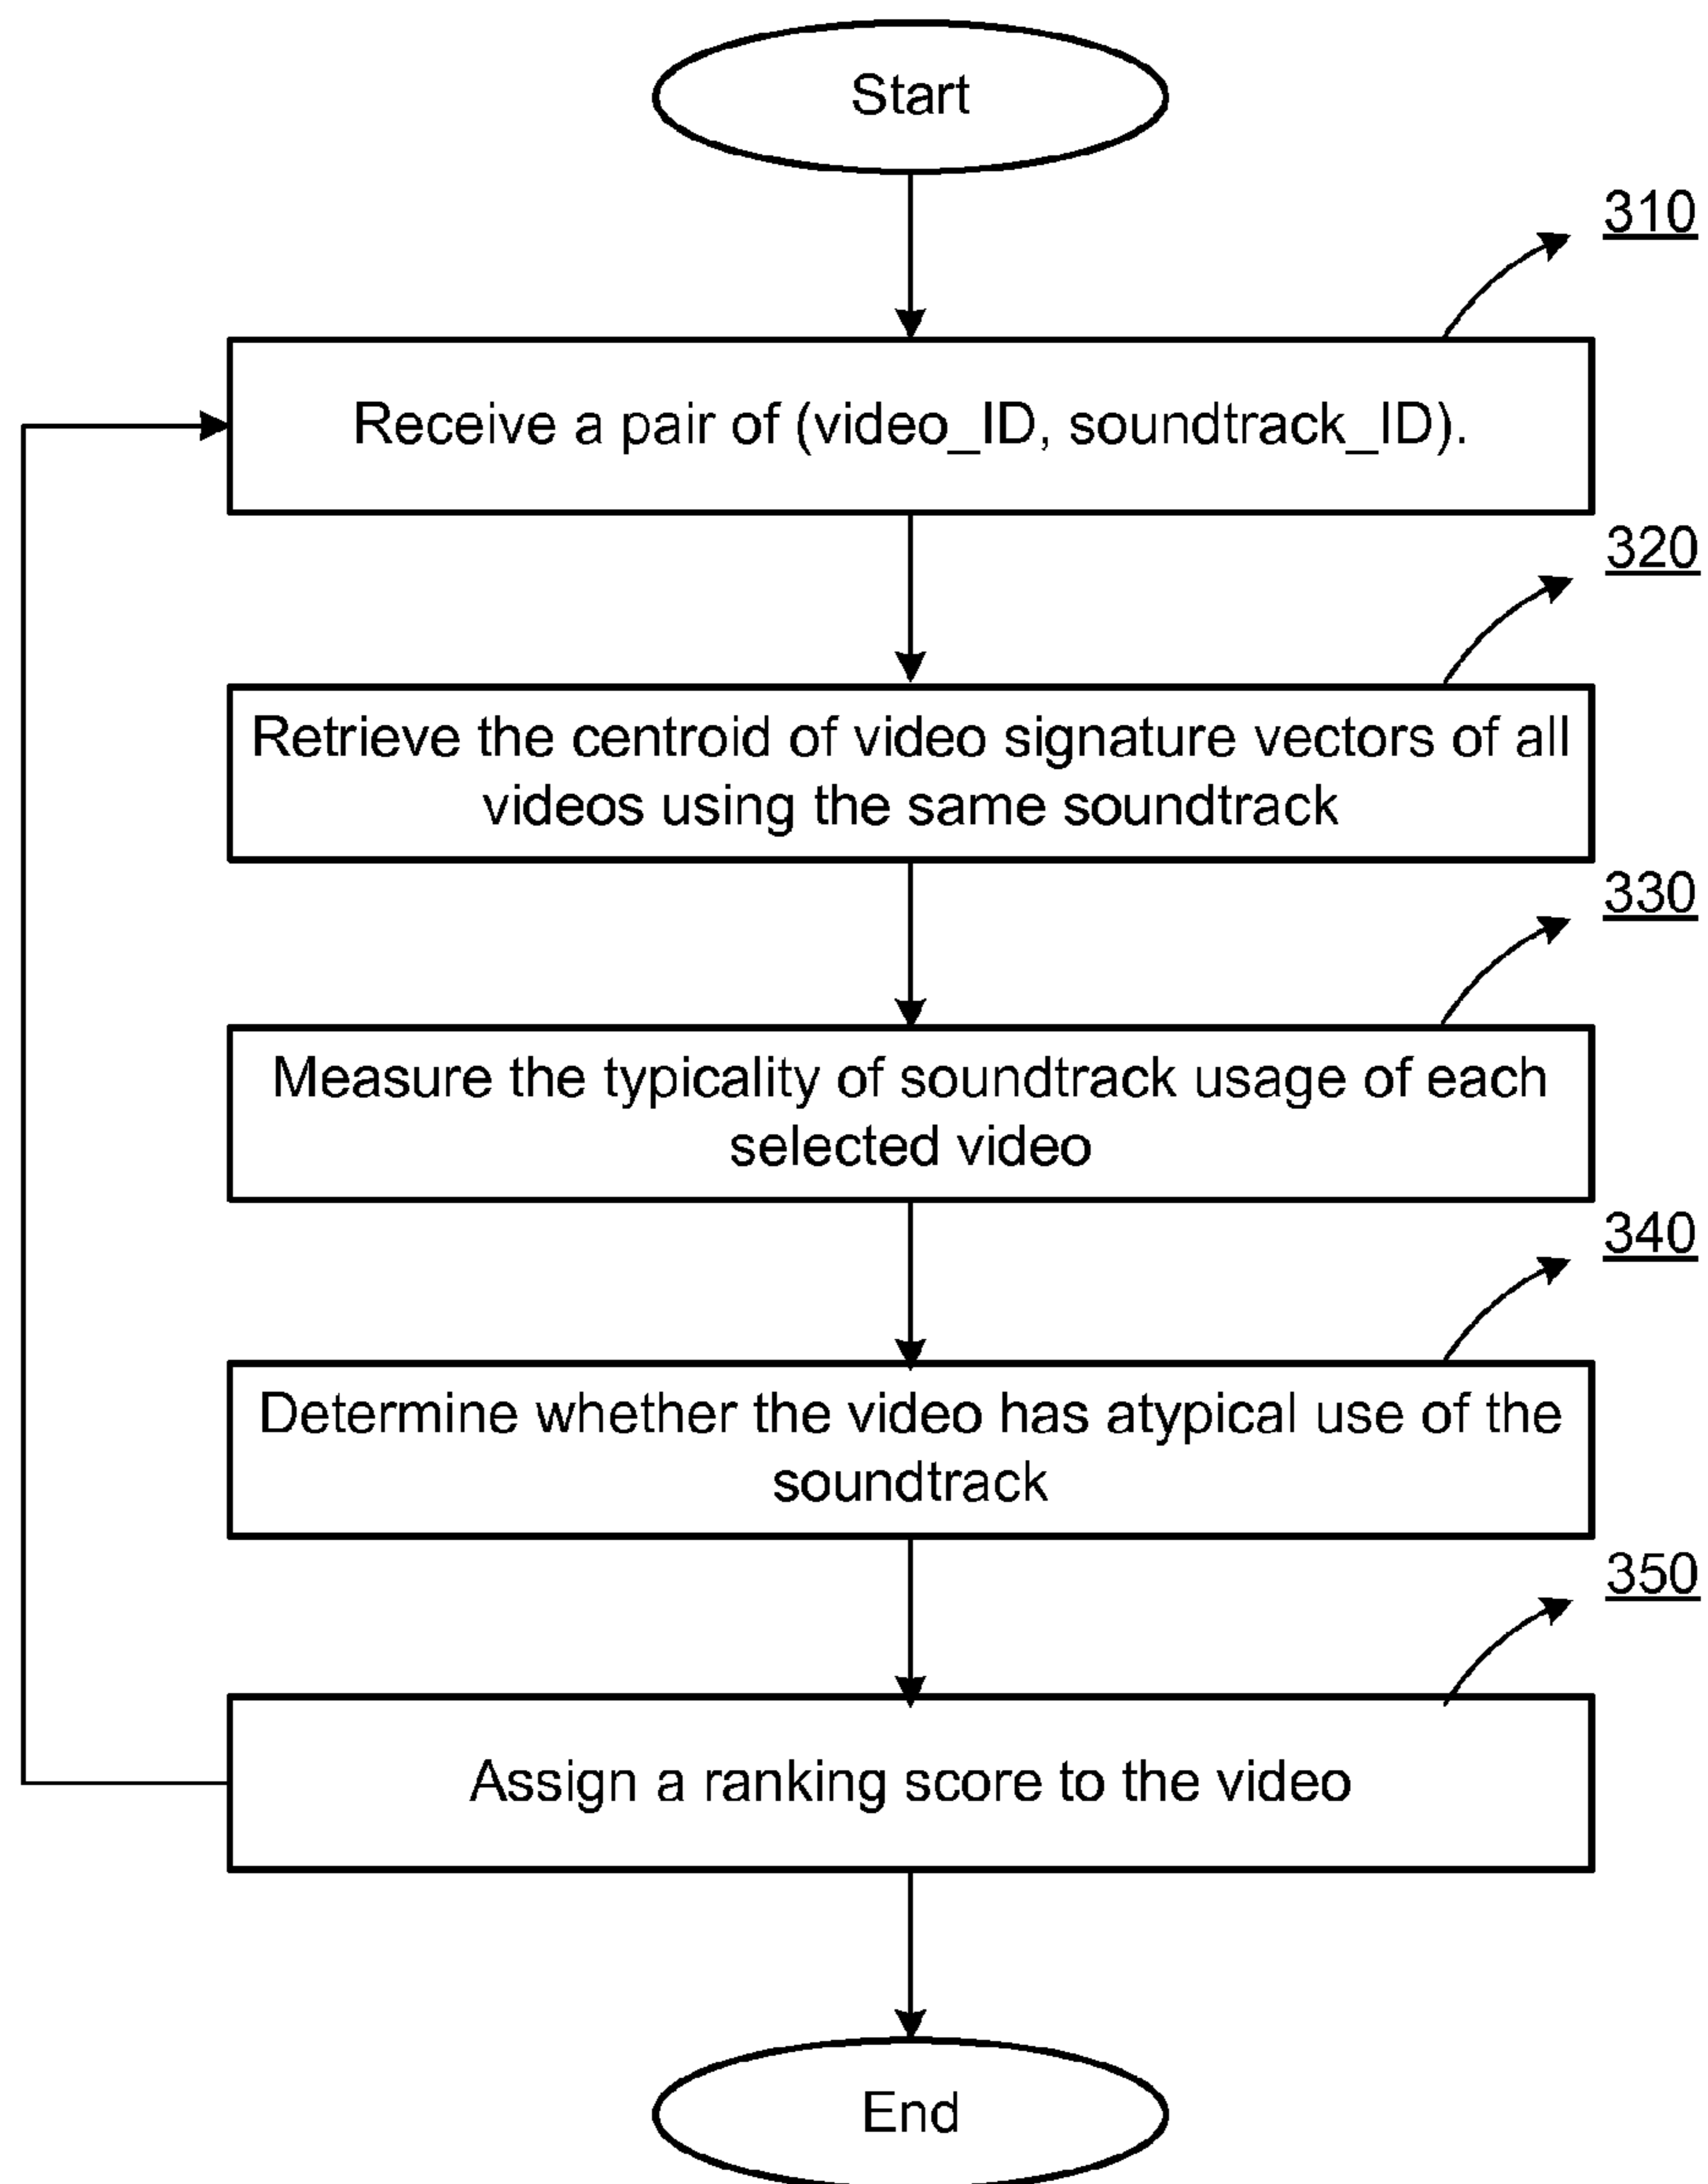 Start
310
Receive a pair of (video_ID, soundtrack_ID).
320
Retrieve the centroid of video signature vectors of all
videos using the same soundtrack
330
Measure the typicality of soundtrack usage of each
selected video
340
Determine whether the video has atypical use of the
soundtrack
350
Assign a ranking score to the video
End